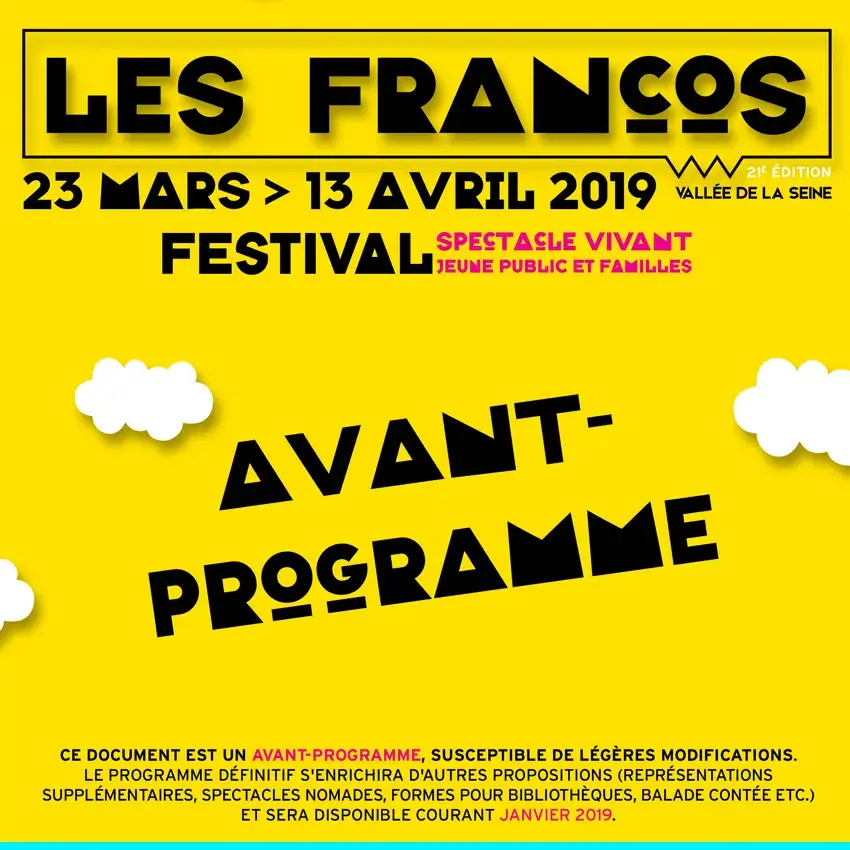 LES FRANCOS
21E ÉDITION
23 MARS > 13 AVRIL 2019
VALLÉE DE LA SEINE
FESTIVAL
SPECTACLE VIVANT
JEUNE PUBLIC ET FAMILLES
AVANT-
PROGRAMME
CE DOCUMENT EST UN AVANT-PROGRAMME, SUSCEPTIBLE DE LÉGÈRES MODIFICATIONS.
LE PROGRAMME DÉFINITIF S'ENRICHIRA D'AUTRES PROPOSITIONS (REPRÉSENTATIONS
SUPPLÉMENTAIRES, SPECTACLES NOMADES, FORMES POUR BIBLIOTHÈQUES, BALADE CONTÉE ETC.)
ET SERA DISPONIBLE COURANT JANVIER 2019.